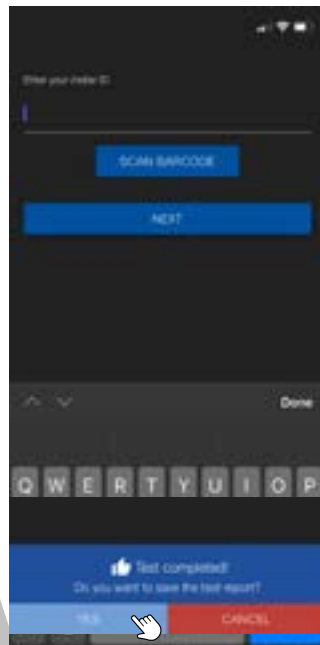 Enter your meter ID
SCAN BARCODE
NEXT
Done
Q W E R T Y U I O P
Test completed!
Do you want to save the test report?
YES
CANCEL